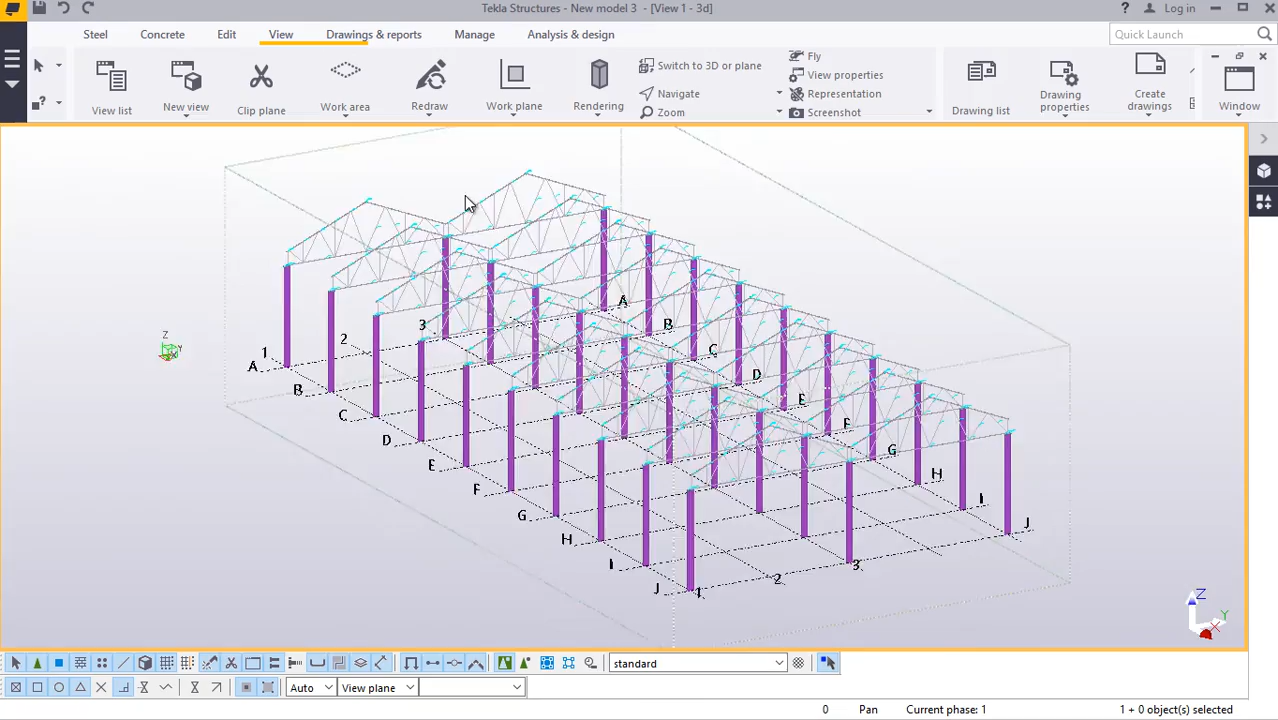 Tekla Structures - New model 3 - [View 1 - 3d]
? Log in
Steel Concrete Edit View Drawings & reports Manage Analysis & design Quick Launch
View list
New view
Clip plane
Work area
Redraw
Work plane
Rendering
Switch to 3D or plane
Navigate
Zoom
Fly
View properties
Representation
Screenshot
Drawing list
Drawing properties
Create drawings
Window
A
B
C
D
E
F
G
H
I
J
1
2
3
A
B
C
D
E
F
G
H
I
J
1
2
3
Z
Y
X
Z
Y
X
standard
Auto
View plane
0 Pan Current phase: 1 1 + 0 object(s) selected